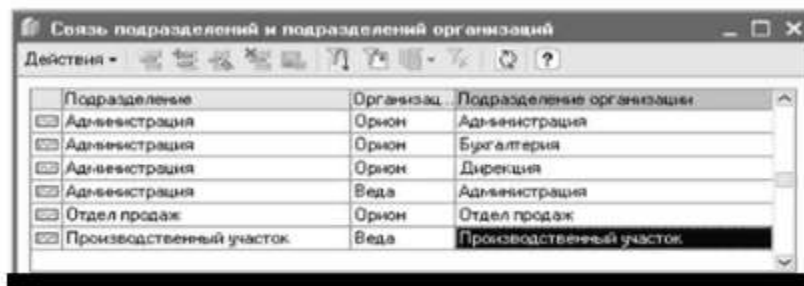 Связь подразделений и подразделений организаций
Действия
Подразделение Организац... Подразделение организации
Администрация Орион Администрация
Администрация Орион Бухгалтерия
Администрация Орион Дирекция
Администрация Веда Администрация
Отдел продаж Орион Отдел продаж
Производственный участок Веда Производственный участок